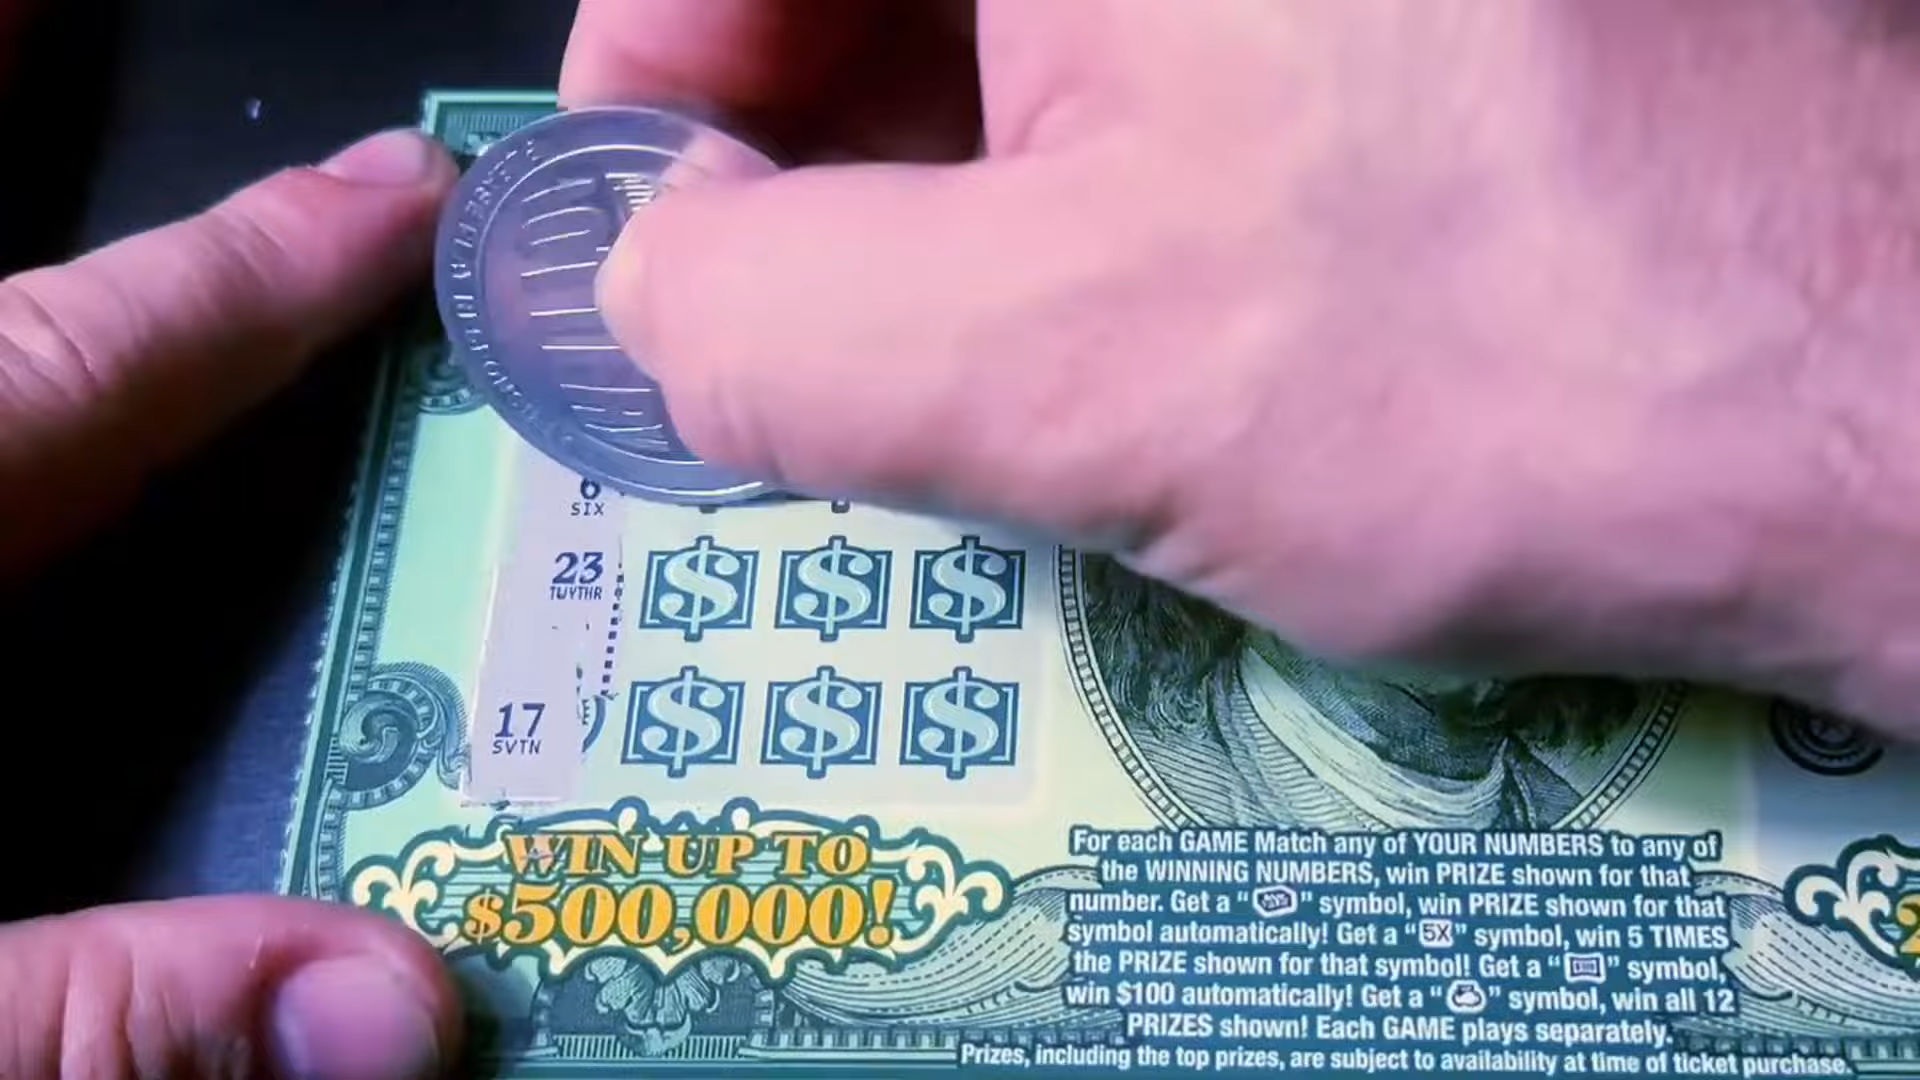 6
SIX
23
TWYTHR
17
SVTN
WIN UP TO
$500,000!
For each GAME Match any of YOUR NUMBERS to any of
the WINNING NUMBERS, win PRIZE shown for that
number. Get a " " symbol, win PRIZE shown for that
symbol automatically! Get a "5X" symbol, win 5 TIMES
the PRIZE shown for that symbol! Get a " " symbol,
win $100 automatically! Get a " " symbol, win all 12
PRIZES shown! Each GAME plays separately.
Prizes, including the top prizes, are subject to availability at time of ticket purchase.